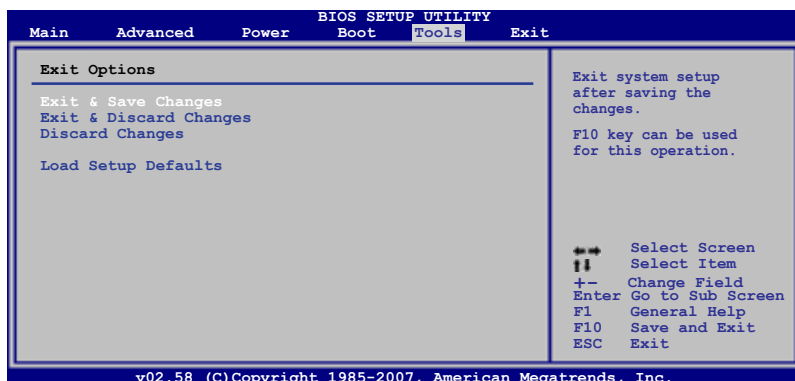 BIOS SETUP UTILITY
Main Advanced Power Boot Tools Exit
Exit Options
Exit & Save Changes
Exit & Discard Changes
Discard Changes
Load Setup Defaults
Exit system setup
after saving the
changes.
F10 key can be used
for this operation.
←→ Select Screen
↑↓ Select Item
+- Change Field
Enter Go to Sub Screen
F1 General Help
F10 Save and Exit
ESC Exit
v02.58 (C)Copyright 1985-2007, American Megatrends, Inc.